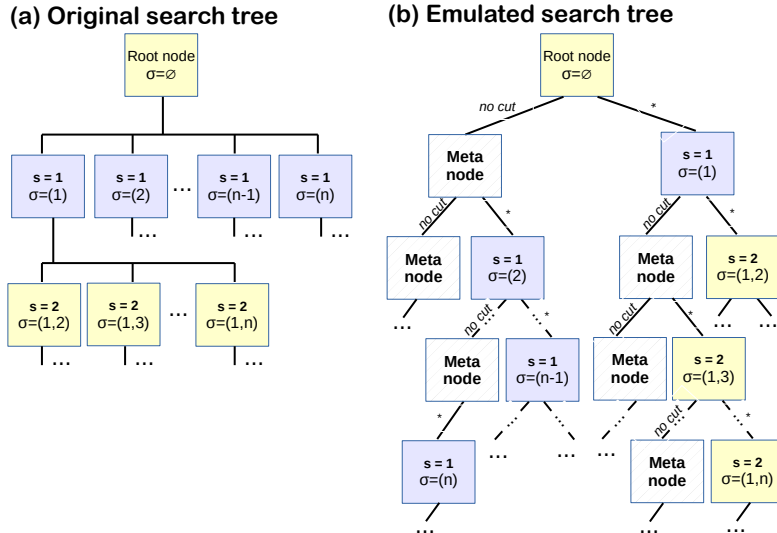 (a) Original search tree
Root node
σ=∅
s = 1
σ=(1)
s = 1
σ=(2)
...
s = 1
σ=(n-1)
s = 1
σ=(n)
...
...
...
...
s = 2
σ=(1,2)
s = 2
σ=(1,3)
...
s = 2
σ=(1,n)
...
...
...
(b) Emulated search tree
Root node
σ=∅
no cut
*
Meta
node
s = 1
σ=(1)
no cut
*
no cut
*
Meta
node
s = 1
σ=(2)
Meta
node
s = 2
σ=(1,2)
...
no cut
...
*
no cut
*
...
...
Meta
node
s = 1
σ=(n-1)
Meta
node
s = 2
σ=(1,3)
*
...
...
...
no cut
...
*
s = 1
σ=(n)
...
...
...
Meta
node
s = 2
σ=(1,n)
...
...
...